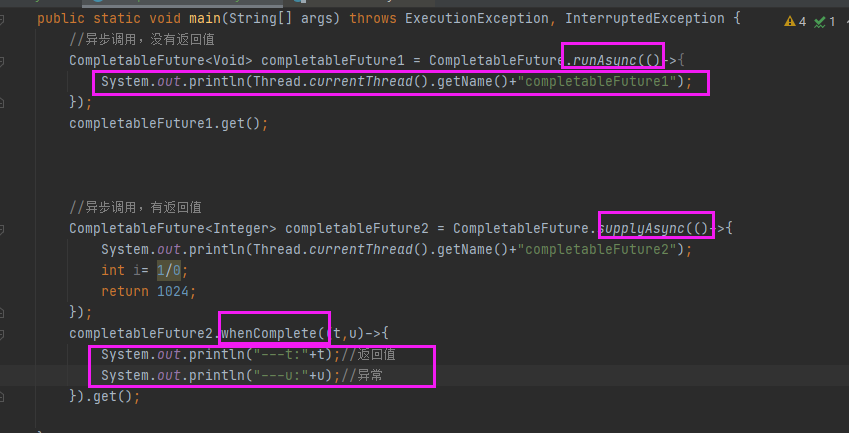 public static void main(String[] args) throws ExecutionException, InterruptedException {
4 1
//异步调用，没有返回值
CompletableFuture<Void> completableFuture1 = CompletableFuture.runAsync(()->{
System.out.println(Thread.currentThread().getName()+"completableFuture1");
});
completableFuture1.get();
//异步调用，有返回值
CompletableFuture<Integer> completableFuture2 = CompletableFuture.supplyAsync(()->{
System.out.println(Thread.currentThread().getName()+"completableFuture2");
int i= 1/0;
return 1024;
});
completableFuture2.whenComplete((t,u)->{
System.out.println("---t:"+t);//返回值
System.out.println("---u:"+u);//异常
}).get();